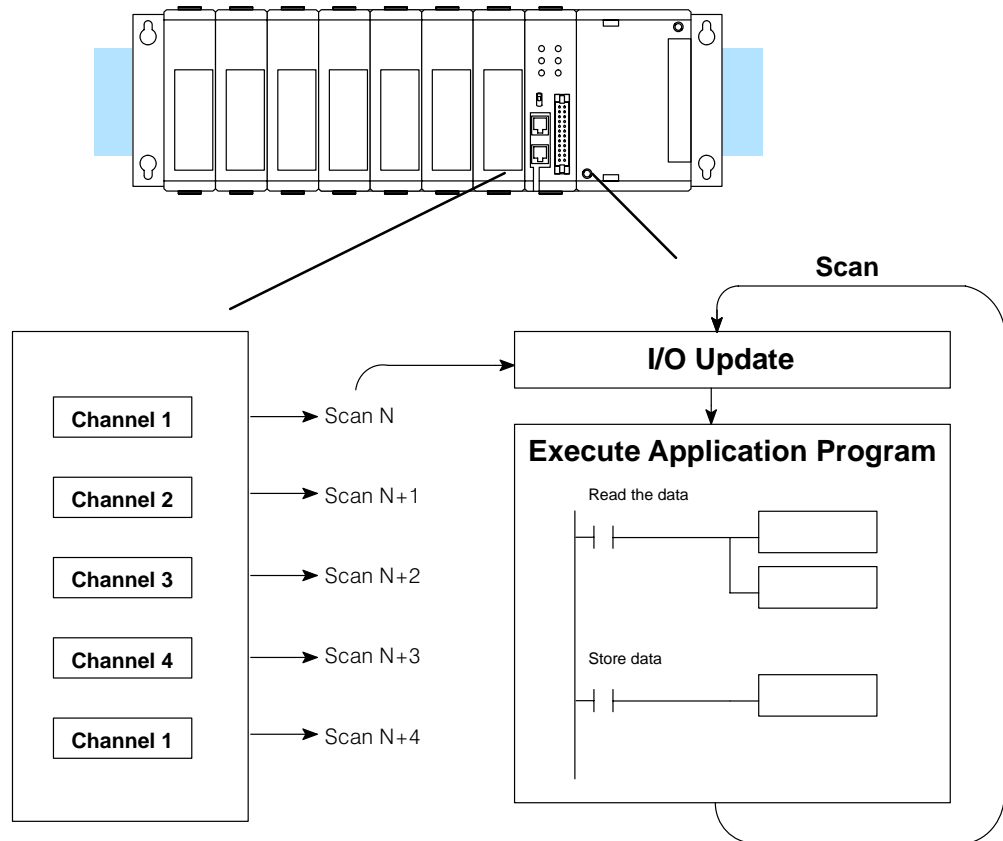 Scan
I/O Update
Channel 1
Scan N
Execute Application Program
Read the data
Channel 2
Scan N+1
Channel 3
Scan N+2
Channel 4
Scan N+3
Store data
Channel 1
Scan N+4